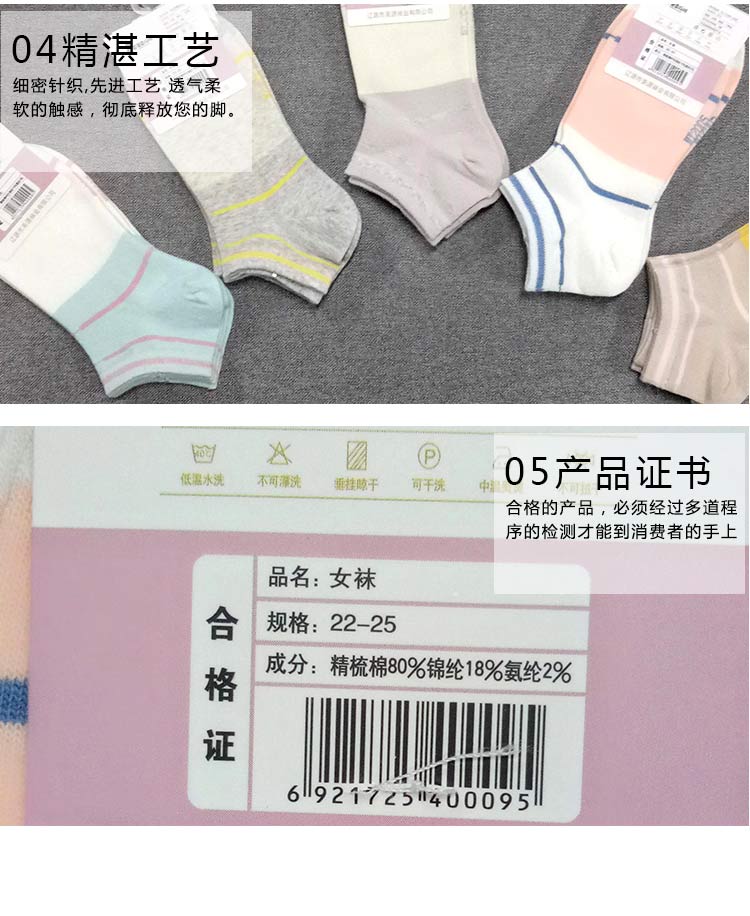 04精湛工艺
细密针织,先进工艺.透气柔
软的触感，彻底释放您的脚。
05产品证书
合格的产品，必须经过多道程
序的检测才能到消费者的手上
40℃
P
低温水洗
不可漂洗
垂挂晾干
可干洗
合格证
品名：女袜
规格：22-25
成分：精梳棉80%锦纶18%氨纶2%
6 921725 400095